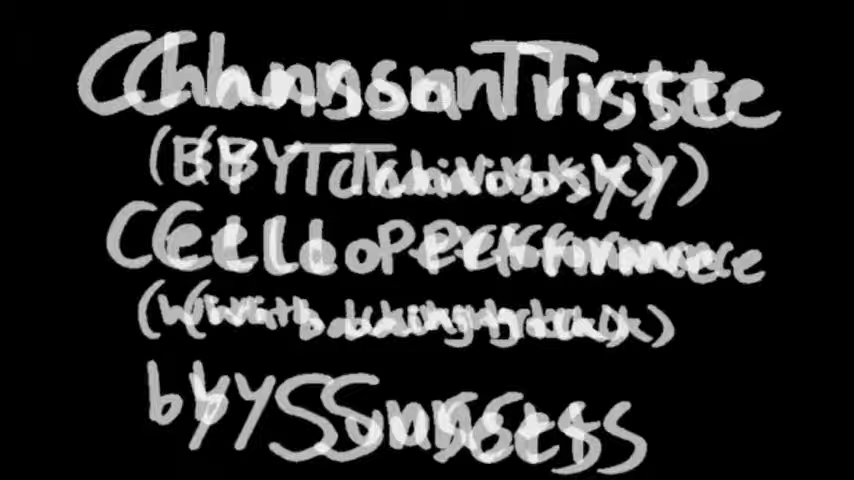 Chanson Triste
(BY Tchaikovsky)
Cello Performance
(with backing track)
by